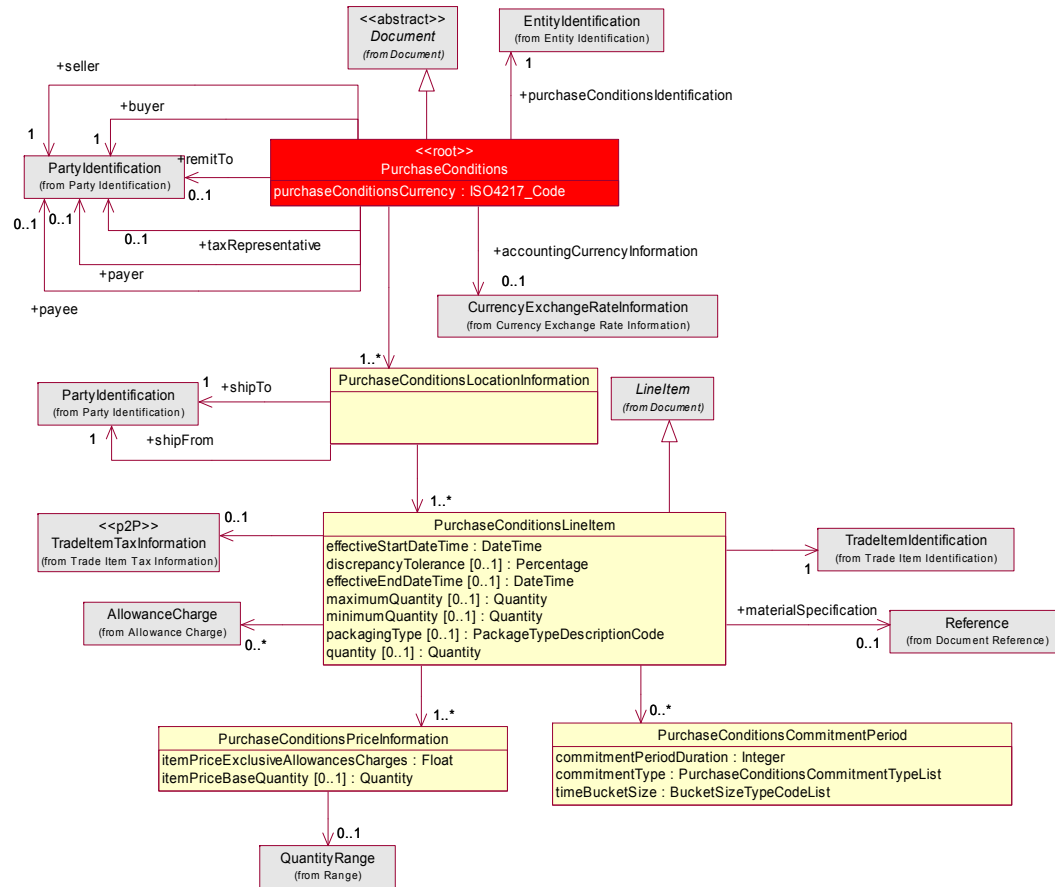 <<abstract>>
Document
(from Document)
EntityIdentification
(from Entity Identification)
1
+purchaseConditionsIdentification
+seller
+buyer
1
1
+remitTo
0..1
PartyIdentification
(from Party Identification)
<<root>>
PurchaseConditions
purchaseConditionsCurrency : ISO4217_Code
0..1
0..1
0..1
+taxRepresentative
+payer
+payee
+accountingCurrencyInformation
0..1
CurrencyExchangeRateInformation
(from Currency Exchange Rate Information)
1..*
PurchaseConditionsLocationInformation
PartyIdentification
(from Party Identification)
1
+shipTo
1
+shipFrom
LineItem
(from Document)
1..*
<<p2P>>
TradeItemTaxInformation
(from Trade Item Tax Information)
0..1
PurchaseConditionsLineItem
effectiveStartDateTime : DateTime
discrepancyTolerance [0..1] : Percentage
effectiveEndDateTime [0..1] : DateTime
maximumQuantity [0..1] : Quantity
minimumQuantity [0..1] : Quantity
packagingType [0..1] : PackageTypeDescriptionCode
quantity [0..1] : Quantity
TradeItemIdentification
(from Trade Item Identification)
1
AllowanceCharge
(from Allowance Charge)
0..*
+materialSpecification
0..1
Reference
(from Document Reference)
1..*
0..*
PurchaseConditionsPriceInformation
itemPriceExclusiveAllowancesCharges : Float
itemPriceBaseQuantity [0..1] : Quantity
PurchaseConditionsCommitmentPeriod
commitmentPeriodDuration : Integer
commitmentType : PurchaseConditionsCommitmentTypeList
timeBucketSize : BucketSizeTypeCodeList
0..1
QuantityRange
(from Range)